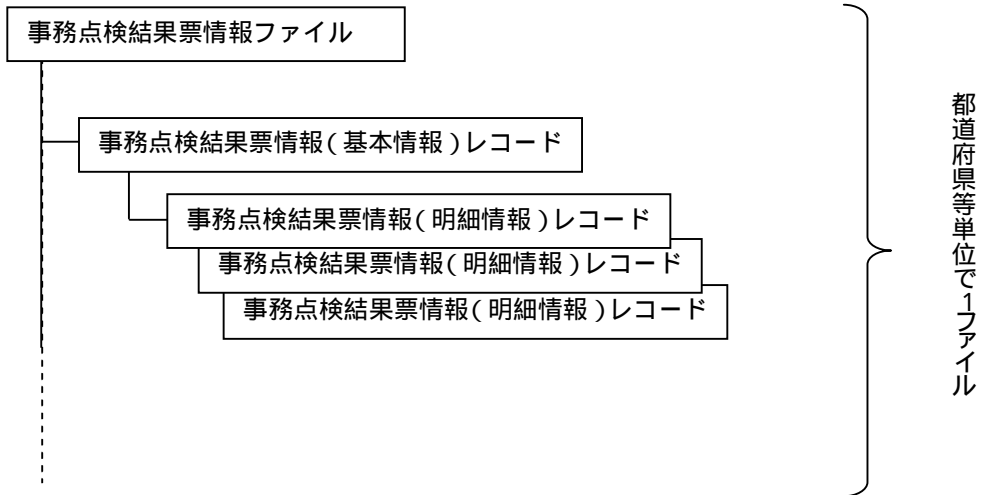 事務点検結果票情報ファイル
事務点検結果票情報(基本情報)レコード
事務点検結果票情報(明細情報)レコード
事務点検結果票情報(明細情報)レコード
事務点検結果票情報(明細情報)レコード
都道府県等単位で1ファイル